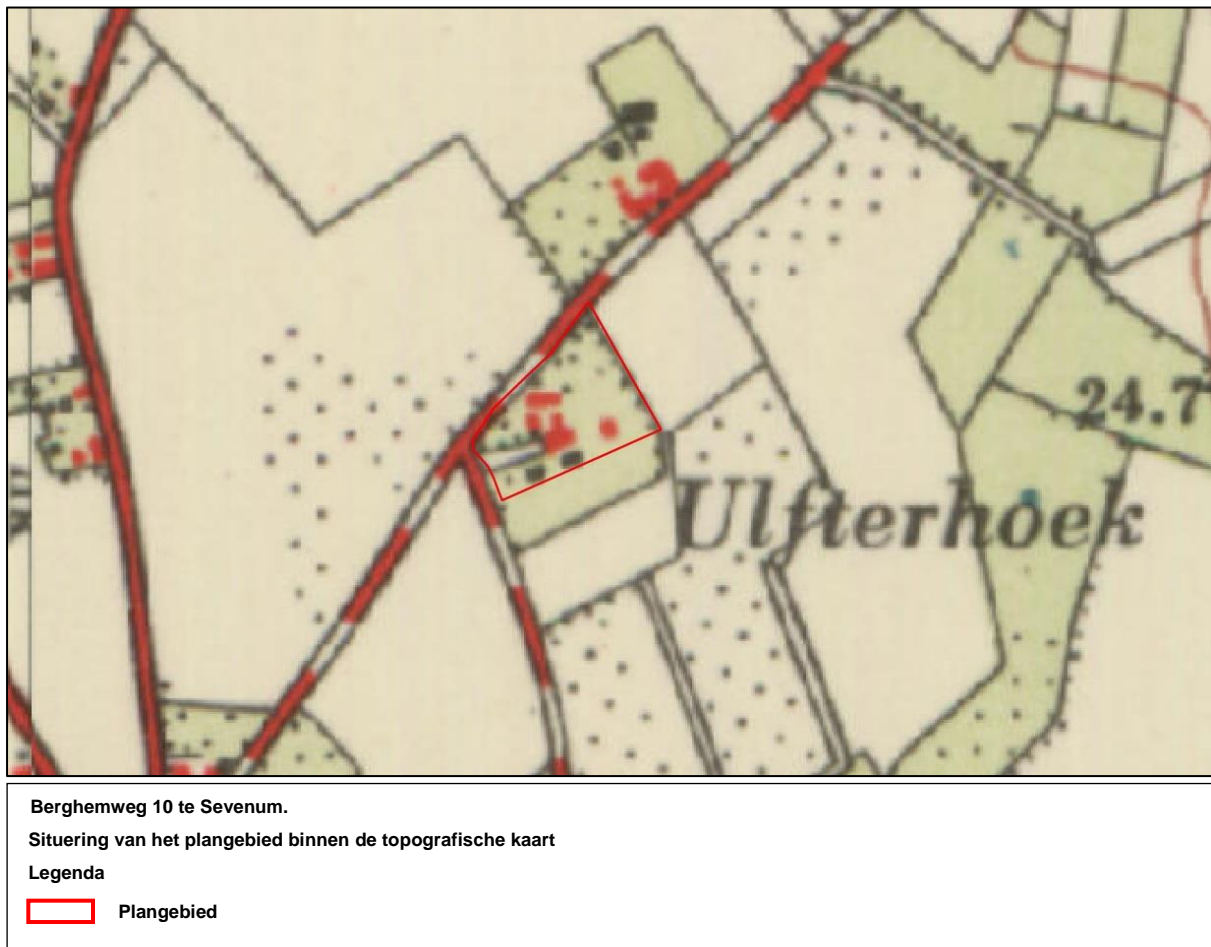 24.7
Ulfterhoek
Berghemweg 10 te Sevenum.
Situering van het plangebied binnen de topografische kaart
Legenda
Plangebied